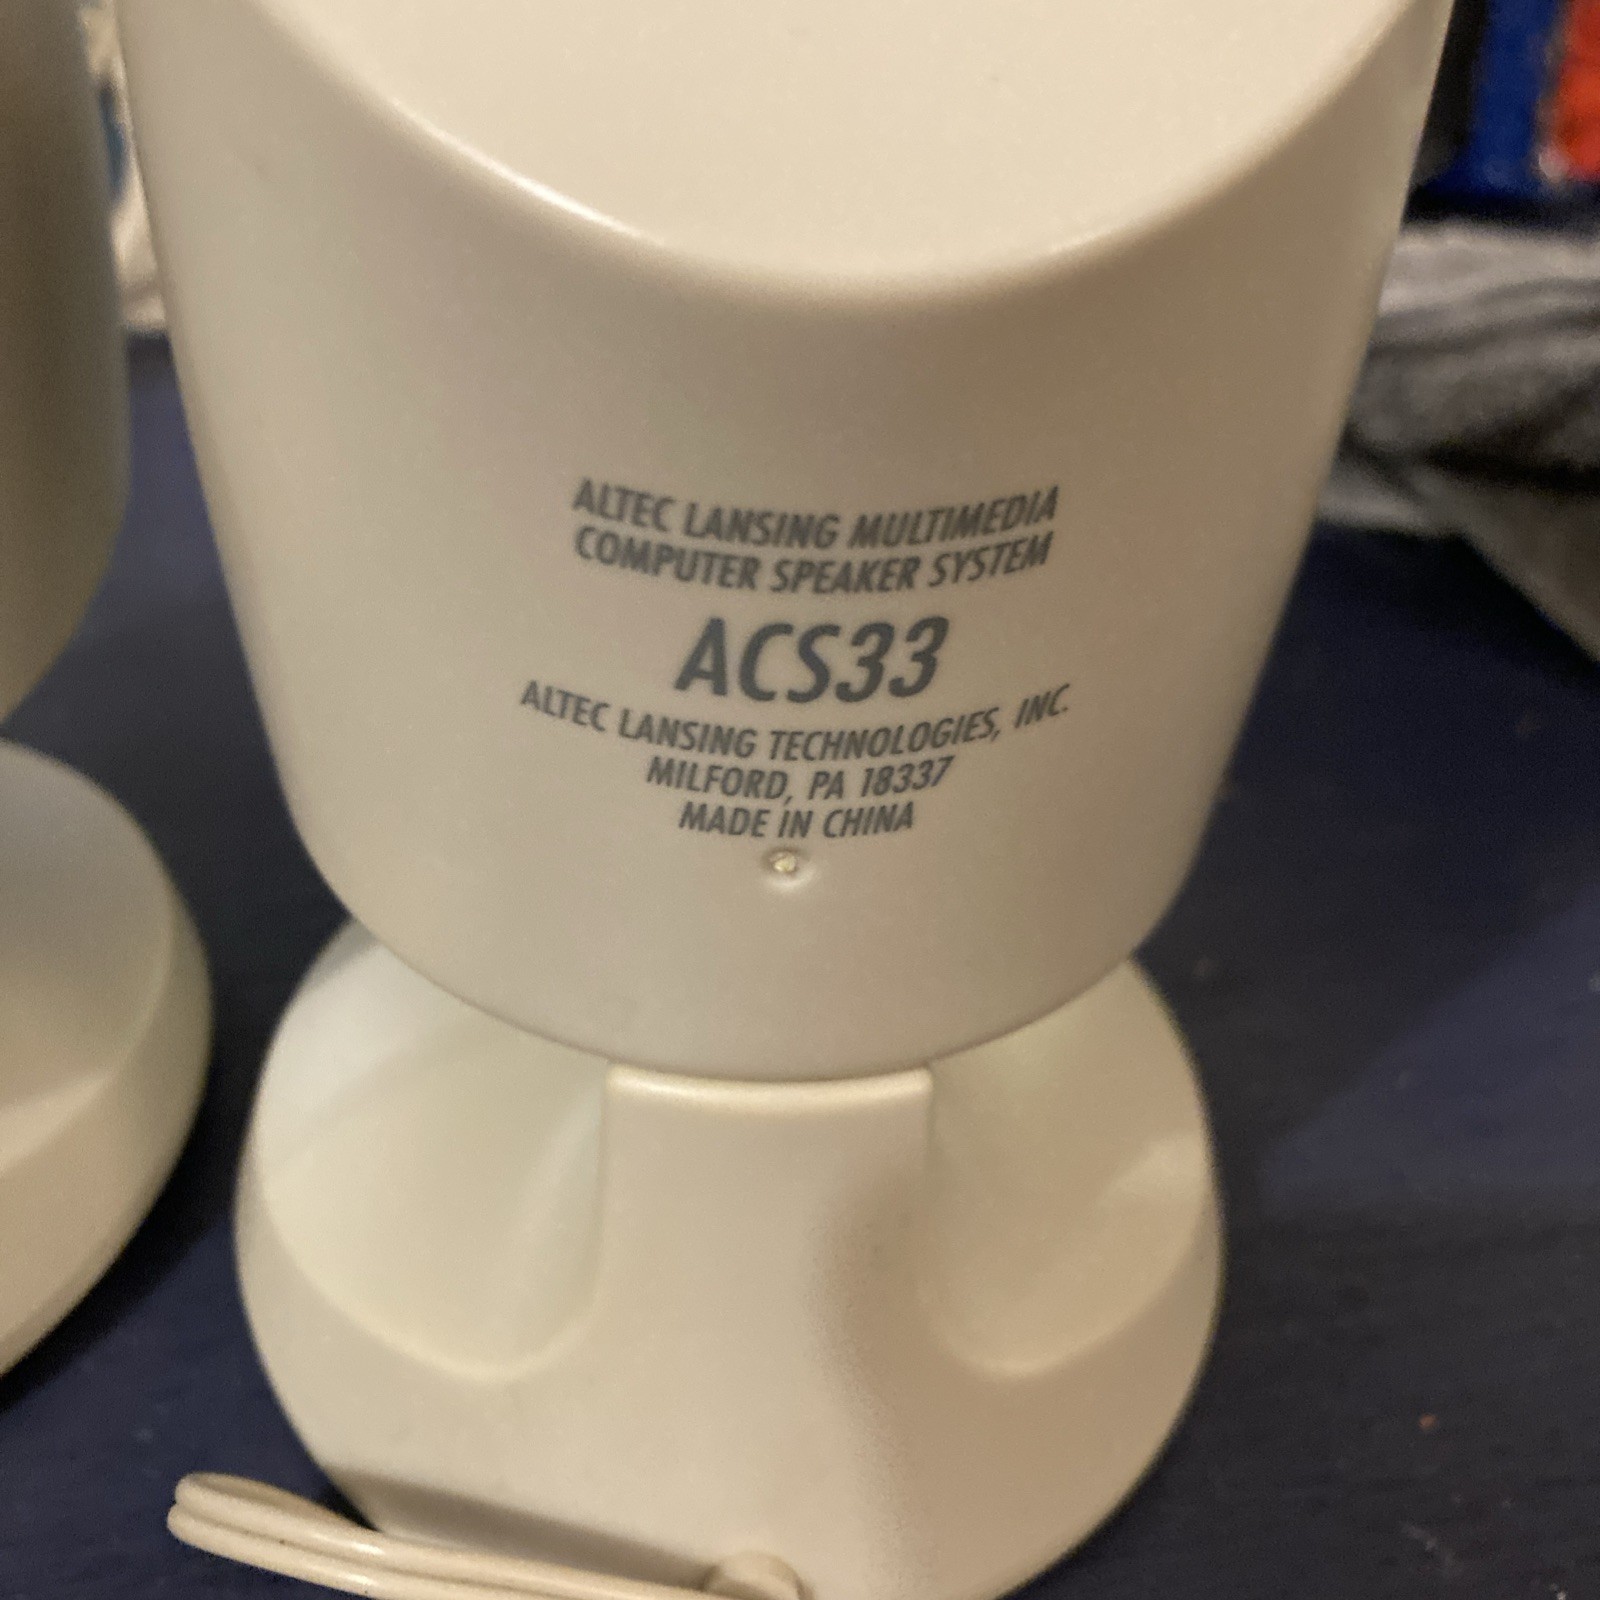 ALTEC LANSING MULTIMEDIA
COMPUTER SPEAKER SYSTEM
ACS33
ALTEC LANSING TECHNOLOGIES, INC.
MILFORD, PA 18337
MADE IN CHINA